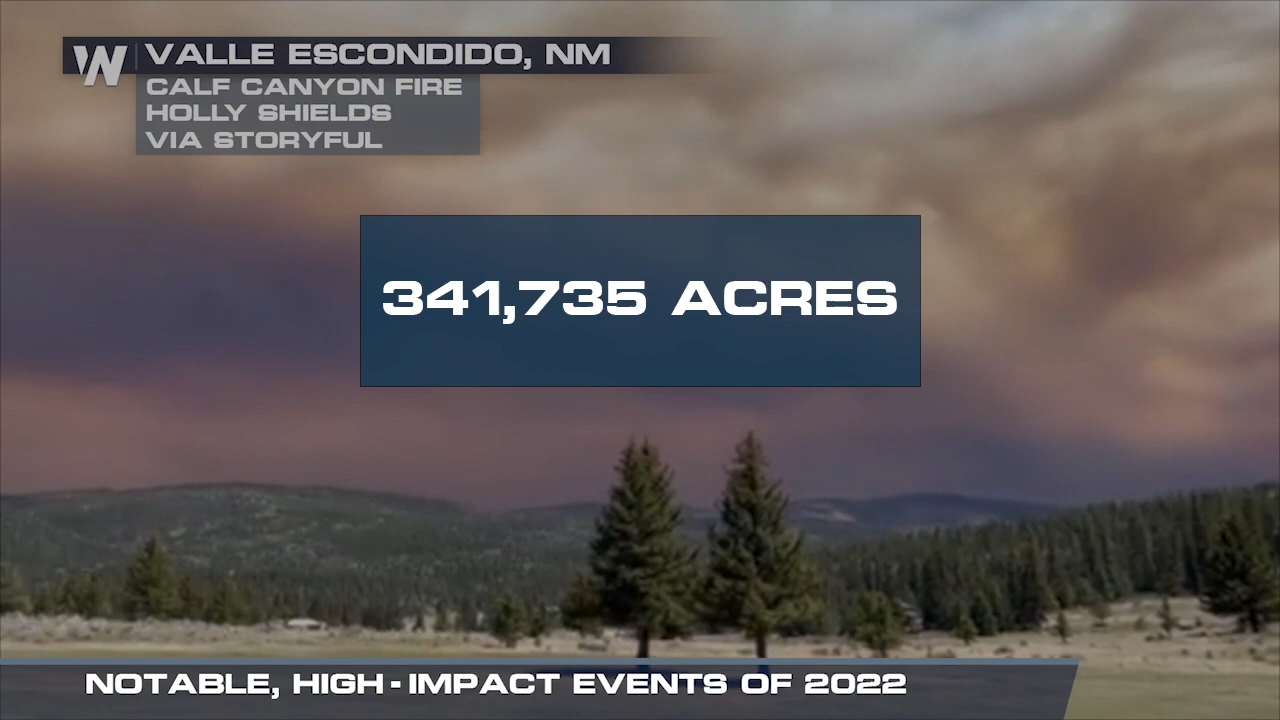 W VALLE ESCONDIDO, NM
CALF CANYON FIRE
HOLLY SHIELDS
VIA STORYFUL
341,735 ACRES
NOTABLE, HIGH-IMPACT EVENTS OF 2022